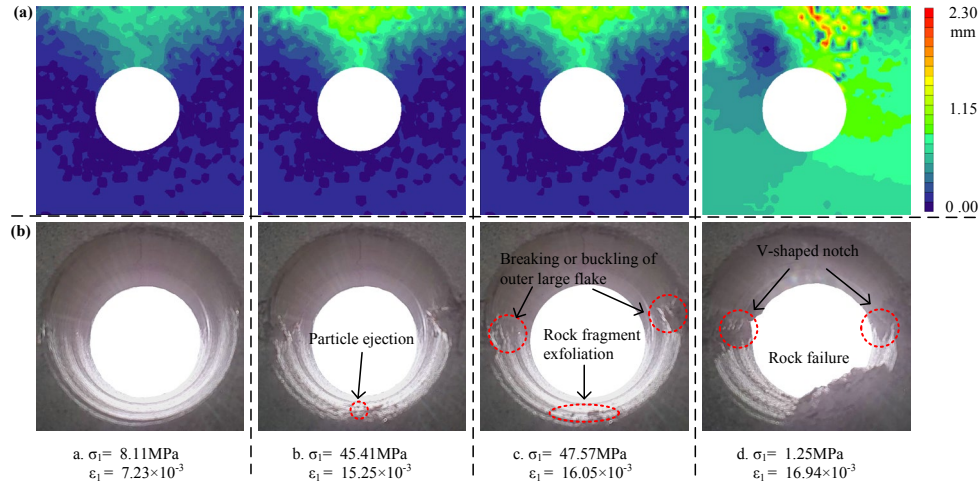 (a)
2.30
mm
1.15
0 .00
(b)
Breaking or buckling of
outer large flake
V-shaped notch
Particle ejection
Rock fragment
exfoliation
Rock failure
a. σ₁= 8.11MPa
ε₁ = 7.23×10⁻³
b. σ₁= 45.41MPa
ε₁ = 15.25×10⁻³
c. σ₁= 47.57MPa
ε₁ = 16.05×10⁻³
d. σ₁= 1.25MPa
ε₁ = 16.94×10⁻³